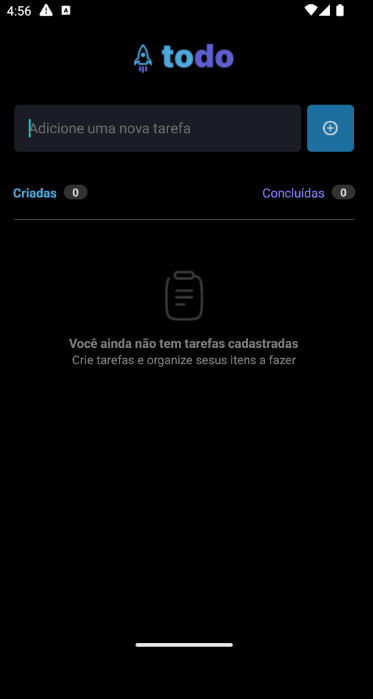 4:56
todo
Adicione uma nova tarefa
Criadas 0 Concluídas 0
Você ainda não tem tarefas cadastradas
Crie tarefas e organize sesus itens a fazer